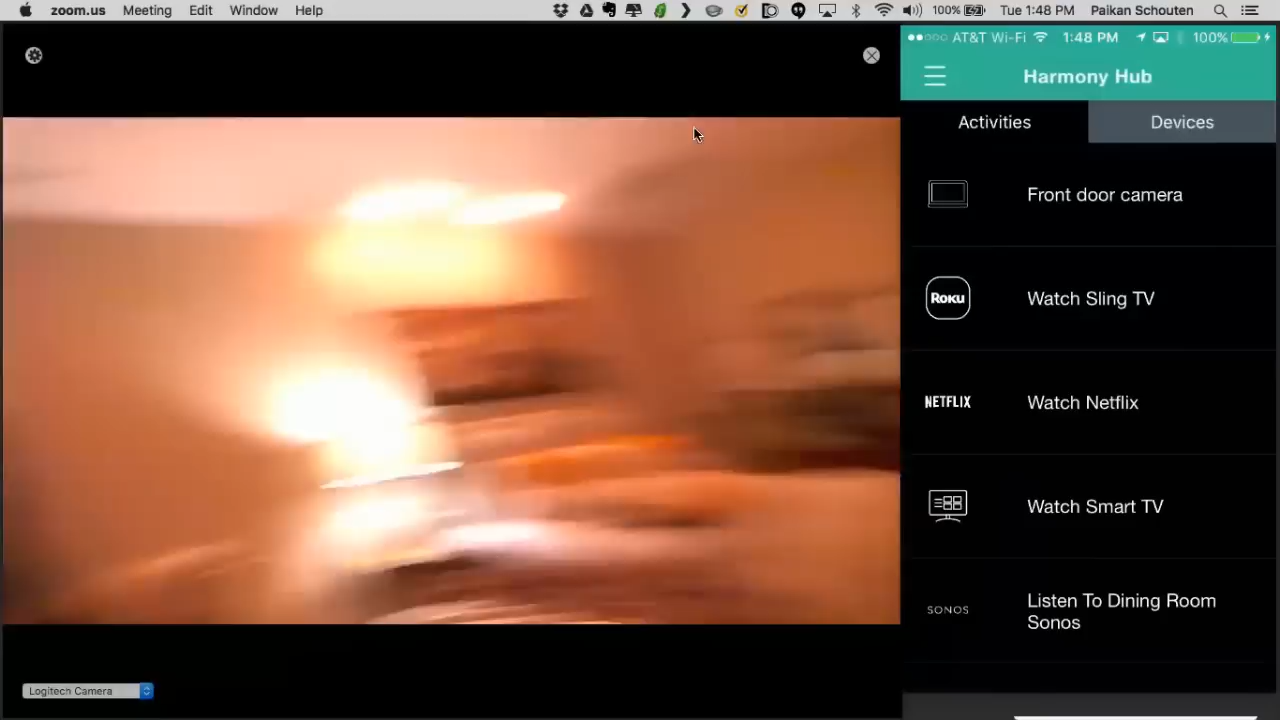 zoom.us Meeting Edit Window Help 100% Tue 1:48 PM Paikan Schouten
AT&T Wi-Fi 1:48 PM 100%
Harmony Hub
Activities Devices
Front door camera
Roku Watch Sling TV
NETFLIX Watch Netflix
Watch Smart TV
SONOS Listen To Dining Room
Sonos
Logitech Camera